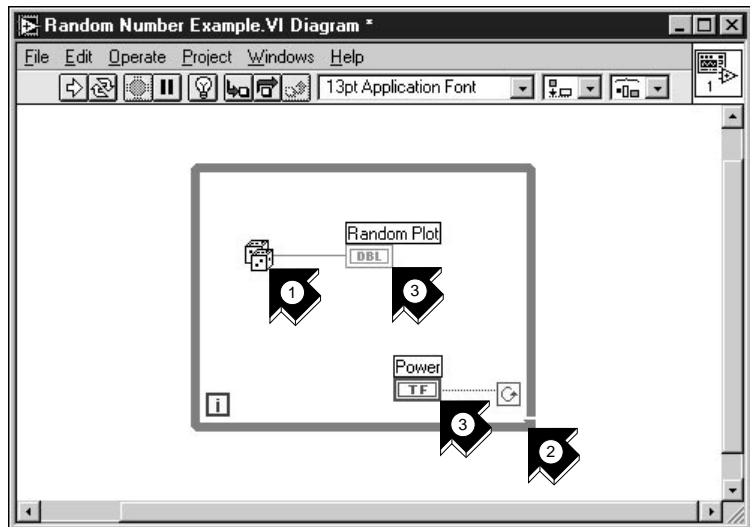 Random Number Example.VI Diagram *
File Edit Operate Project Windows Help
13pt Application Font
1
Random Plot
DBL
1
3
Power
TF
i
3
2